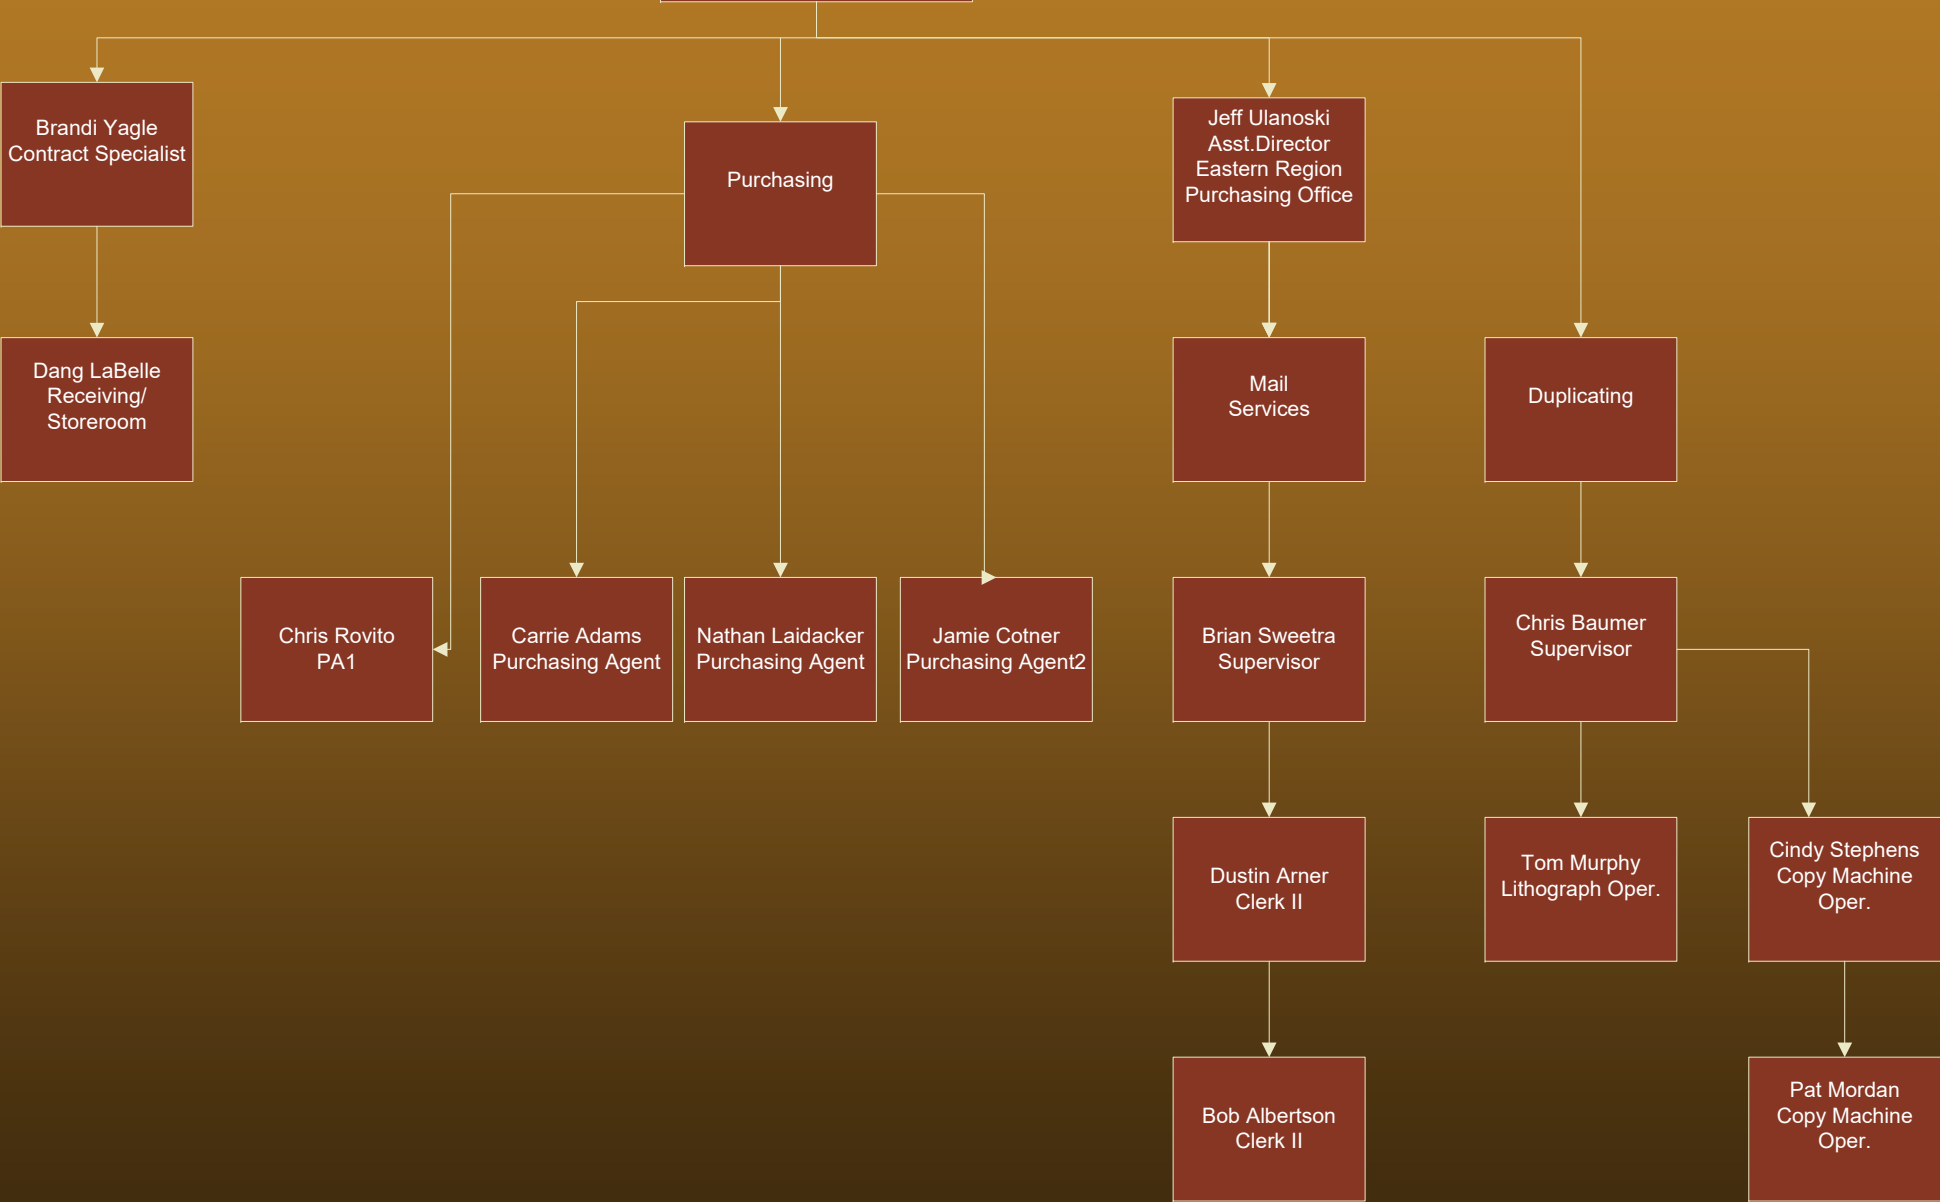 Brandi Yagle
Contract Specialist
Purchasing
Jeff Ulanoski
Asst.Director
Eastern Region
Purchasing Office
Dang LaBelle
Receiving/
Storeroom
Mail
Services
Duplicating
Chris Rovito
PA1
Carrie Adams
Purchasing Agent
Nathan Laidacker
Purchasing Agent
Jamie Cotner
Purchasing Agent2
Brian Sweetra
Supervisor
Chris Baumer
Supervisor
Dustin Arner
Clerk II
Tom Murphy
Lithograph Oper.
Cindy Stephens
Copy Machine
Oper.
Bob Albertson
Clerk II
Pat Mordan
Copy Machine
Oper.